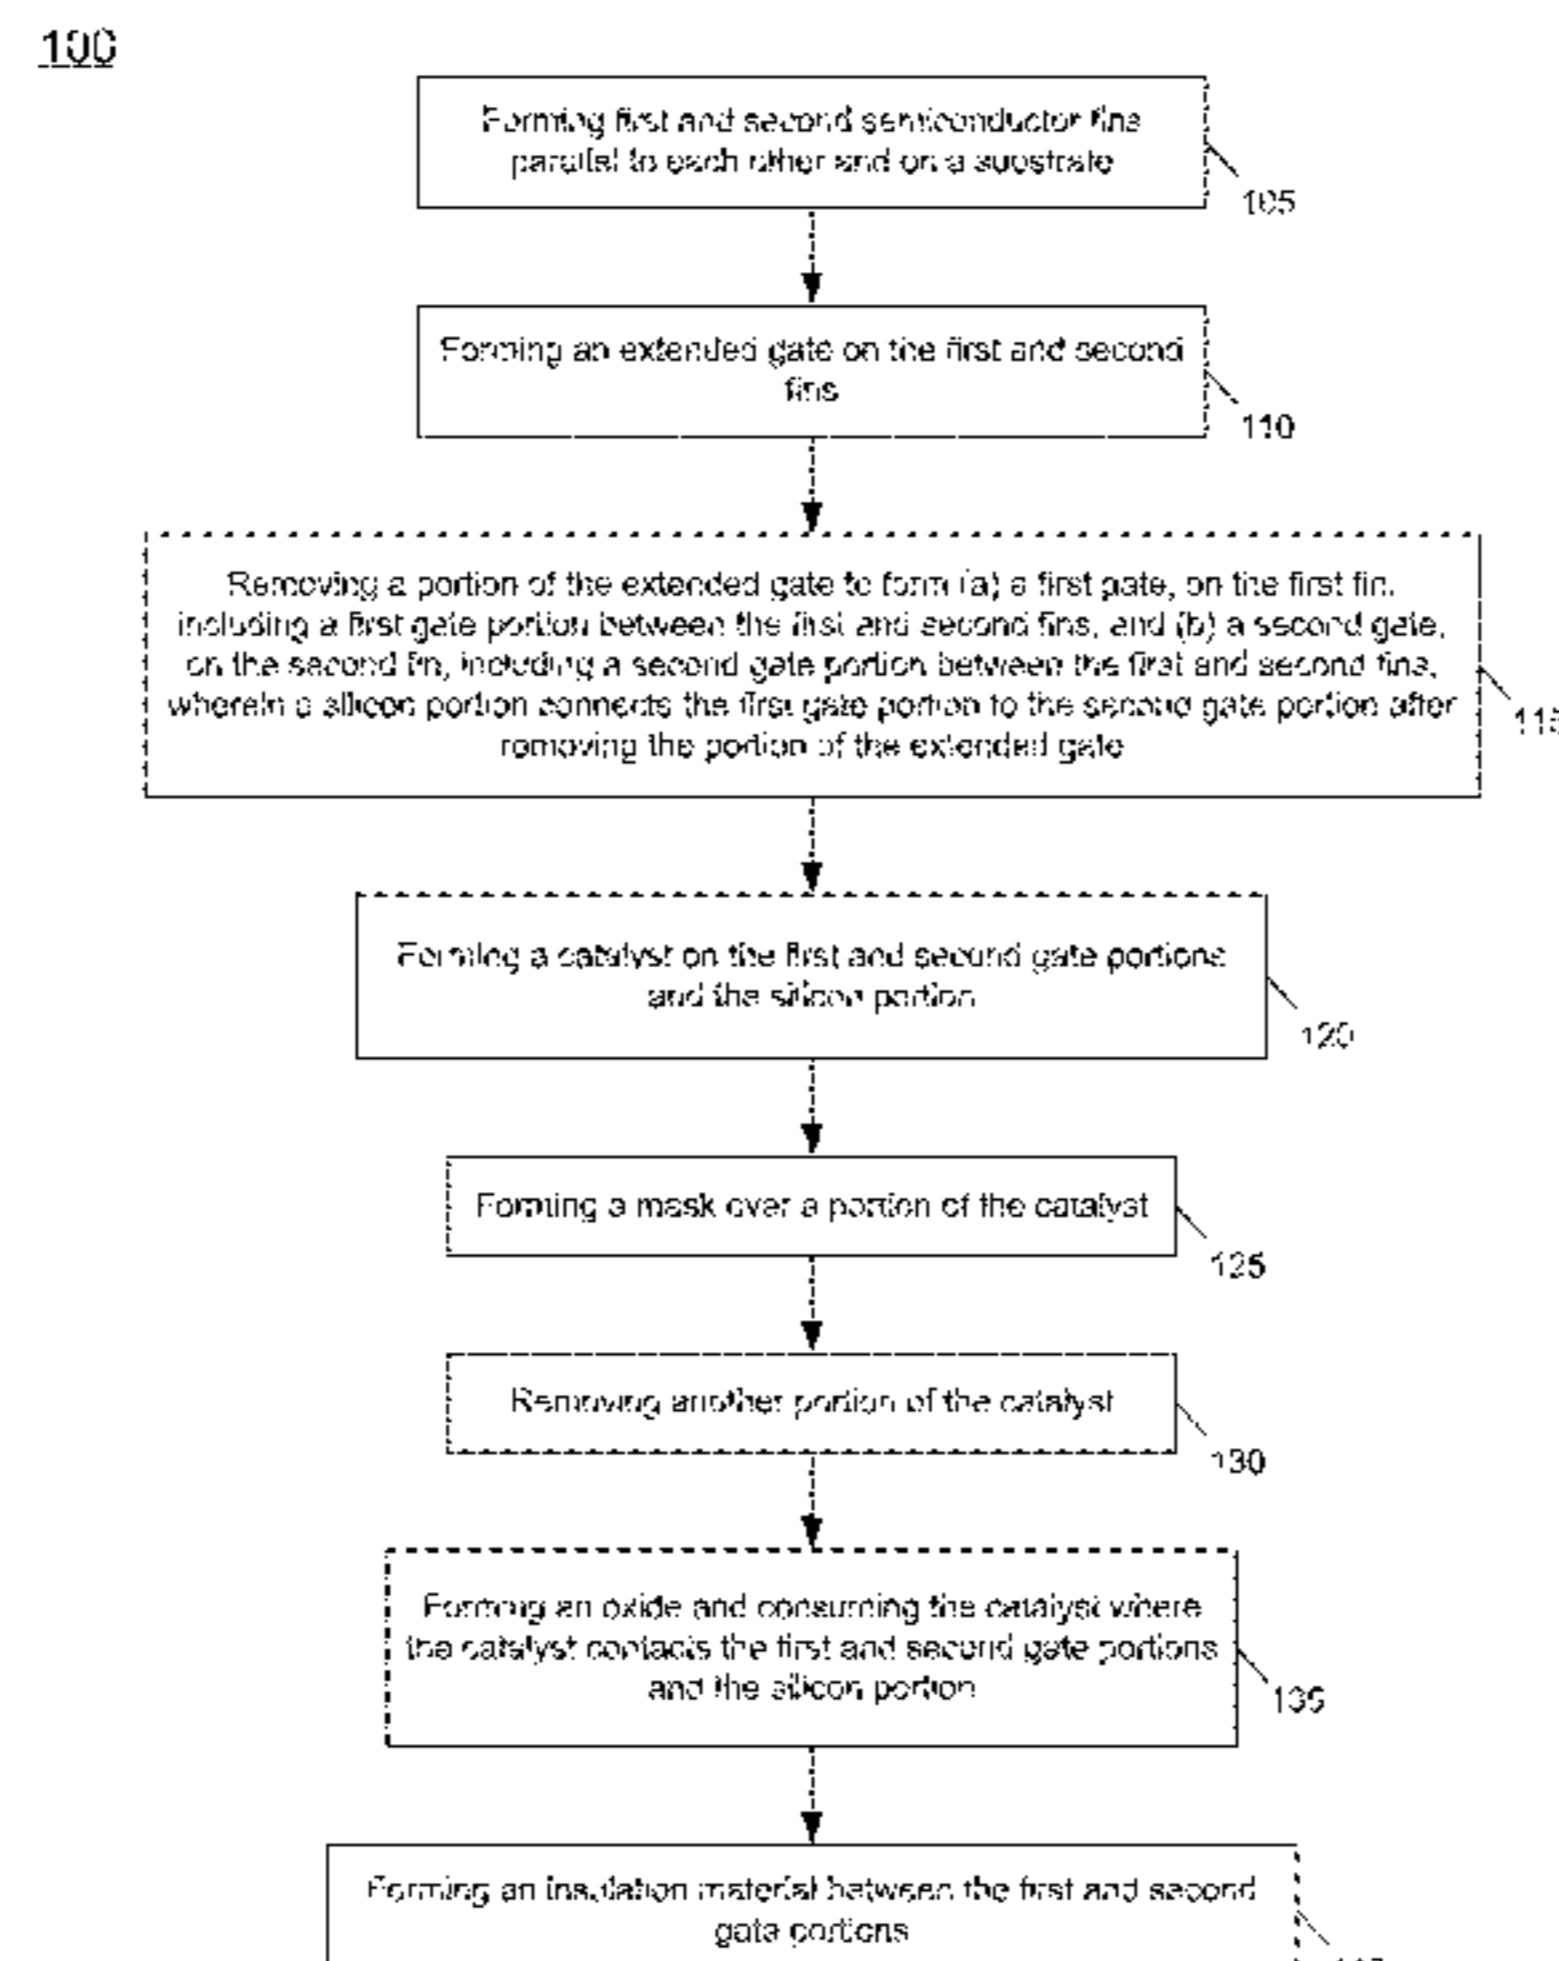 100
Forming first and second semiconductor fins
parallel to each other and on a substrate
105
Forming an extended gate on the first and second
fins
110
Removing a portion of the extended gate to form (a) a first gate, on the first fin,
including a first gate portion between the first and second fins, and (b) a second gate,
on the second fin, including a second gate portion between the first and second fins,
wherein a silicon portion connects the first gate portion to the second gate portion after
removing the portion of the extended gate
115
Forming a catalyst on the first and second gate portions
and the silicon portion
120
Forming a mask over a portion of the catalyst
125
Removing another portion of the catalyst
130
Forming an oxide and consuming the catalyst where
the catalyst contacts the first and second gate portions
and the silicon portion
135
Forming an insulation material between the first and second
gate portions